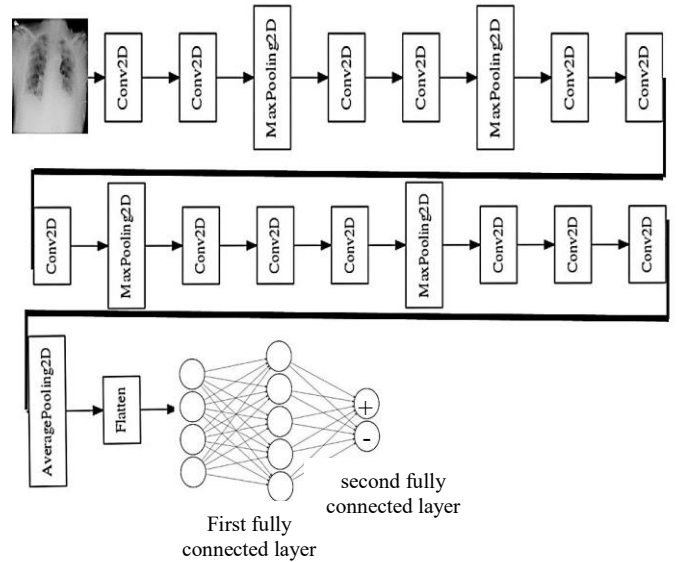 Conv2D
Conv2D
MaxPooling2D
Conv2D
Conv2D
MaxPooling2D
Conv2D
Conv2D
Conv2D
MaxPooling2D
Conv2D
Conv2D
Conv2D
MaxPooling2D
Conv2D
Conv2D
Conv2D
AveragePooling2D
Flatten
+
-
second fully
connected layer
First fully
connected layer